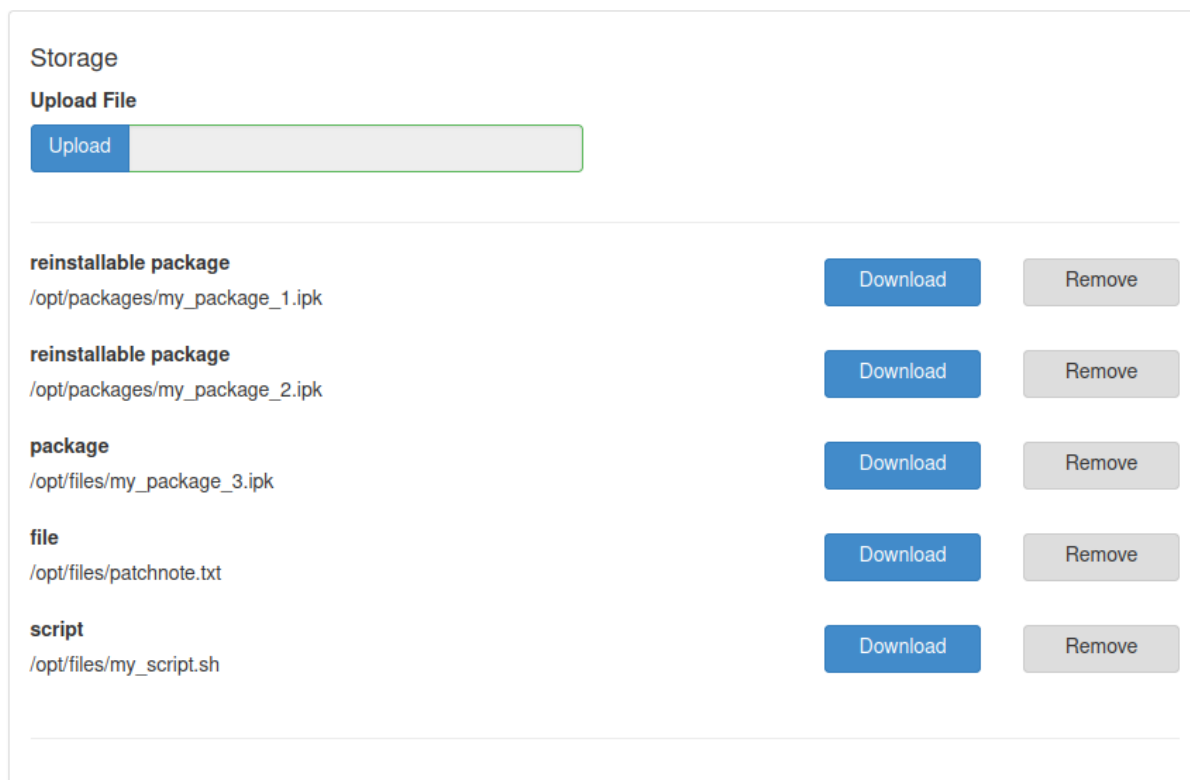 Storage
Upload File
Upload
reinstallable package
/opt/packages/my_package_1.ipk
Download
Remove
reinstallable package
/opt/packages/my_package_2.ipk
Download
Remove
package
/opt/files/my_package_3.ipk
Download
Remove
file
/opt/files/patchnote.txt
Download
Remove
script
/opt/files/my_script.sh
Download
Remove